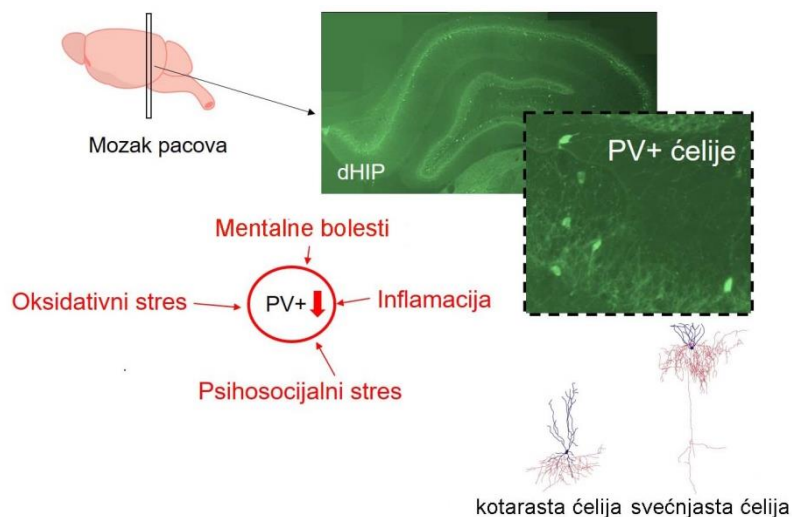 Mozak pacova
dHIP
PV+ ćelije
Mentalne bolesti
Oksidativni stres
PV+
Inflamacija
Psihosocijalni stres
kotarasta ćelija
svećnjasta ćelija